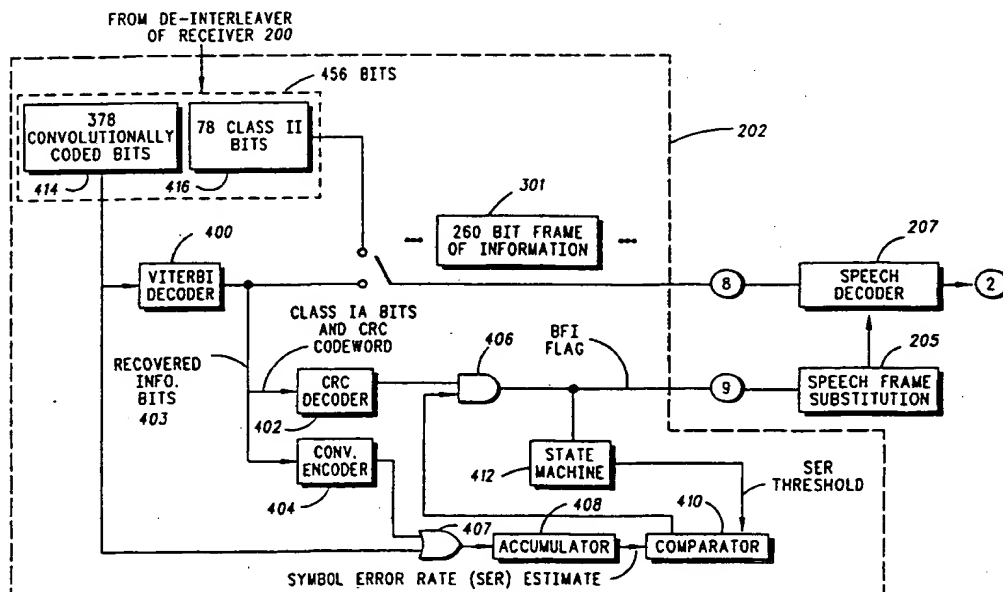 FROM DE-INTERLEAVER
OF RECEIVER 200
456 BITS
378
CONVOLUTIONALLY
CODED BITS
78 CLASS II
BITS
414
416
202
301
260 BIT FRAME
OF INFORMATION
400
VITERBI
DECODER
207
SPEECH
DECODER
8
2
CLASS IA BITS
AND CRC
CODEWORD
406
BFI
FLAG
205
RECOVERED
INFO.
BITS
403
CRC
DECODER
402
9
SPEECH FRAME
SUBSTITUTION
CONV.
ENCODER
404
STATE
MACHINE
412
SER
THRESHOLD
407
408
410
ACCUMULATOR
COMPARATOR
SYMBOL ERROR RATE (SER) ESTIMATE